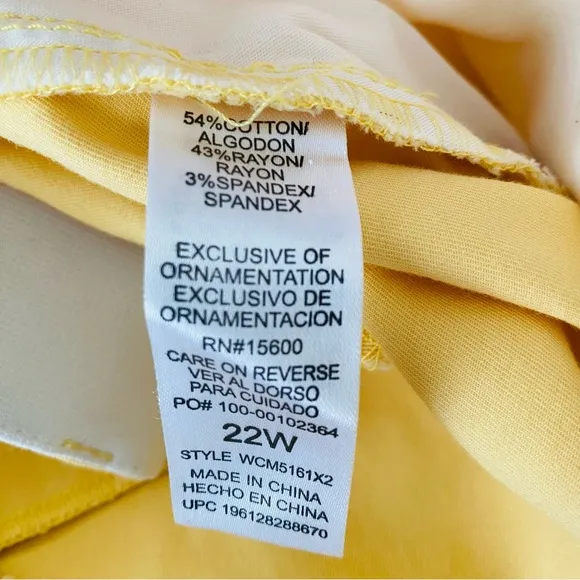 54%COTTON/
ALGODON
43%RAYON/
RAYON
3%SPANDEX/
SPANDEX
EXCLUSIVE OF
ORNAMENTATION
EXCLUSIVO DE
ORNAMENTACION
RN#15600
CARE ON REVERSE
VER AL DORSO
PARA CUIDADO
PO# 100-00102364
22W
STYLE WCM5161X2
MADE IN CHINA
HECHO EN CHINA
UPC 196128288670